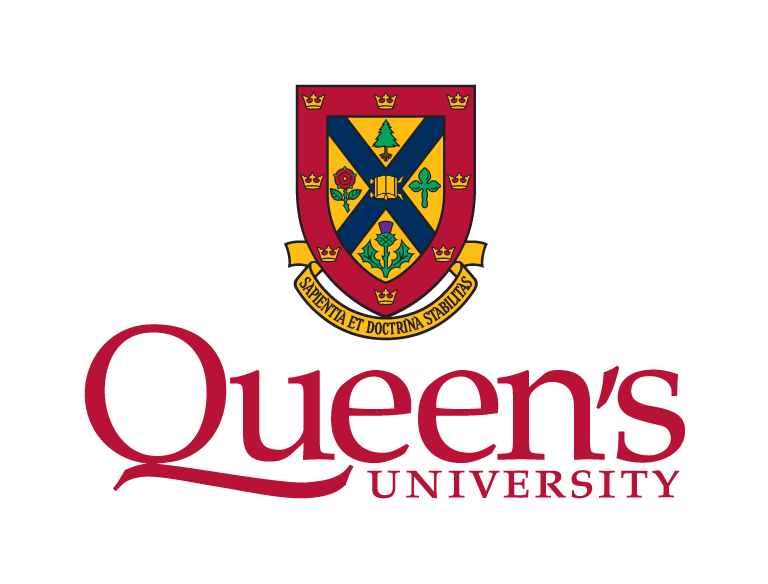 SAPIENTIA ET DOCTRINA STABILITAS
Queen's
UNIVERSITY